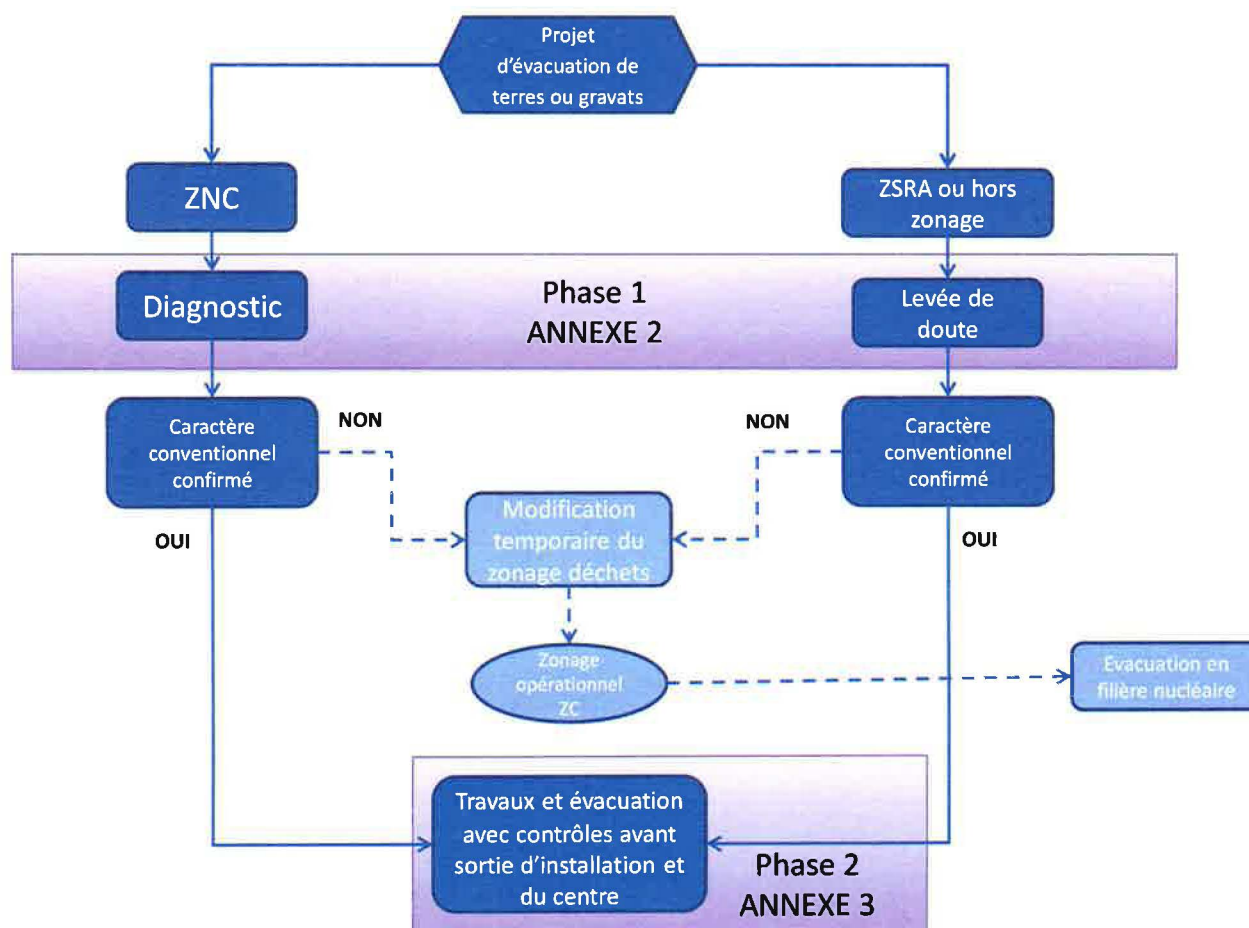 Projet
d'évacuation de
terres ou gravats
ZNC
ZSRA ou hors
zonage
Diagnostic
Phase 1
ANNEXE 2
Levée de
doute
Caractère
conventionnel
confirmé
NON
NON
Caractère
conventionnel
confirmé
OUI
Modification
temporaire du
zonage déchets
OUI
Zonage
opérationnel
ZC
Evacuation en
filière nucléaire
Travaux et évacuation
avec contrôles avant
sortie d'installation et
du centre
Phase 2
ANNEXE 3